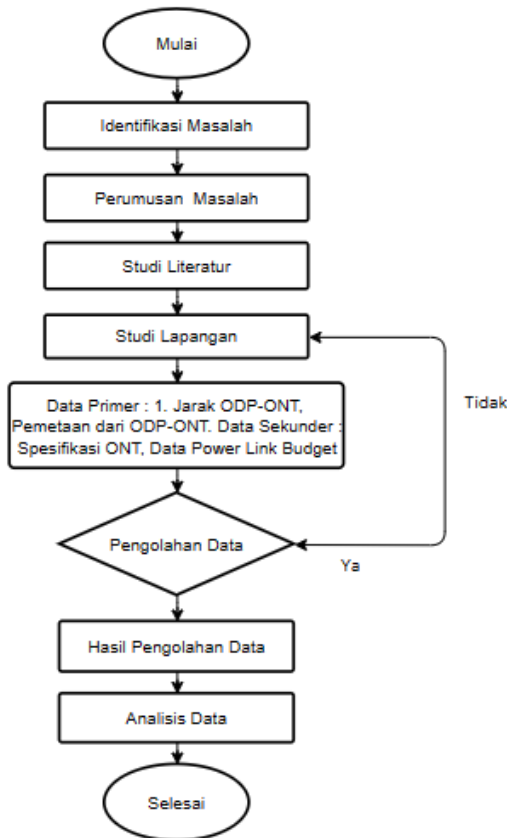 Mulai
Identifikasi Masalah
Perumusan Masalah
Studi Literatur
Studi Lapangan
Data Primer : 1. Jarak ODP-ONT,
Pemetaan dari ODP-ONT. Data Sekunder :
Spesifikasi ONT, Data Power Link Budget
Tidak
Pengolahan Data
Ya
Hasil Pengolahan Data
Analisis Data
Selesai